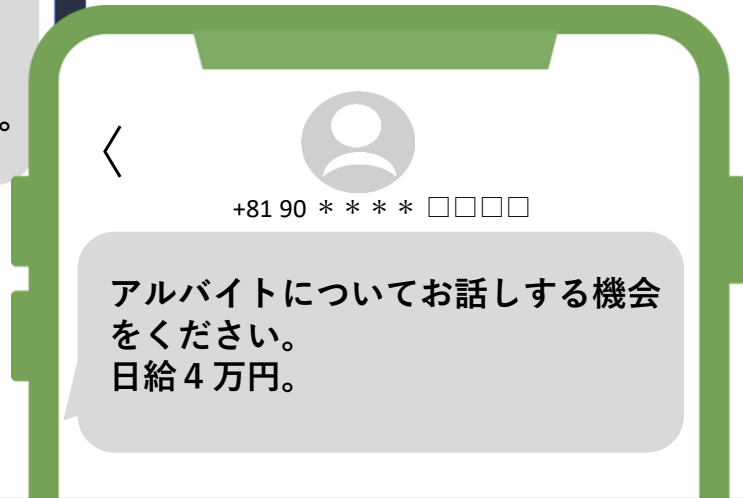 。
〈
+81 90 ＊＊＊＊ □□□□
アルバイトについてお話しする機会
をください。
日給４万円。